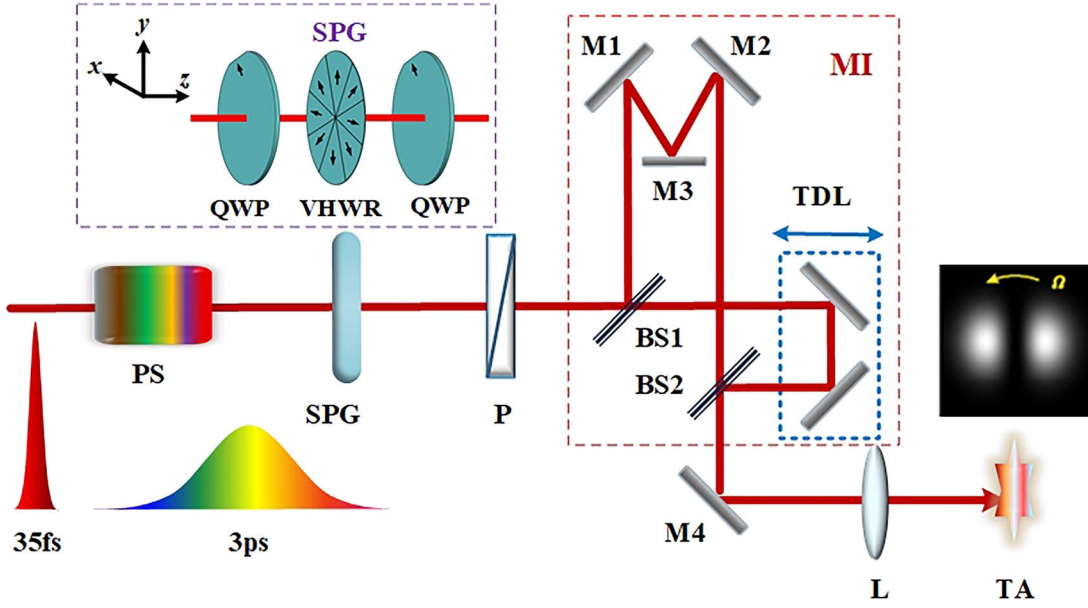 SPG
y
x
z
QWP
VHWR
QWP
M1
M2
MI
M3
TDL
Ω
BS1
BS2
PS
SPG
P
M4
35fs
3ps
L
TA